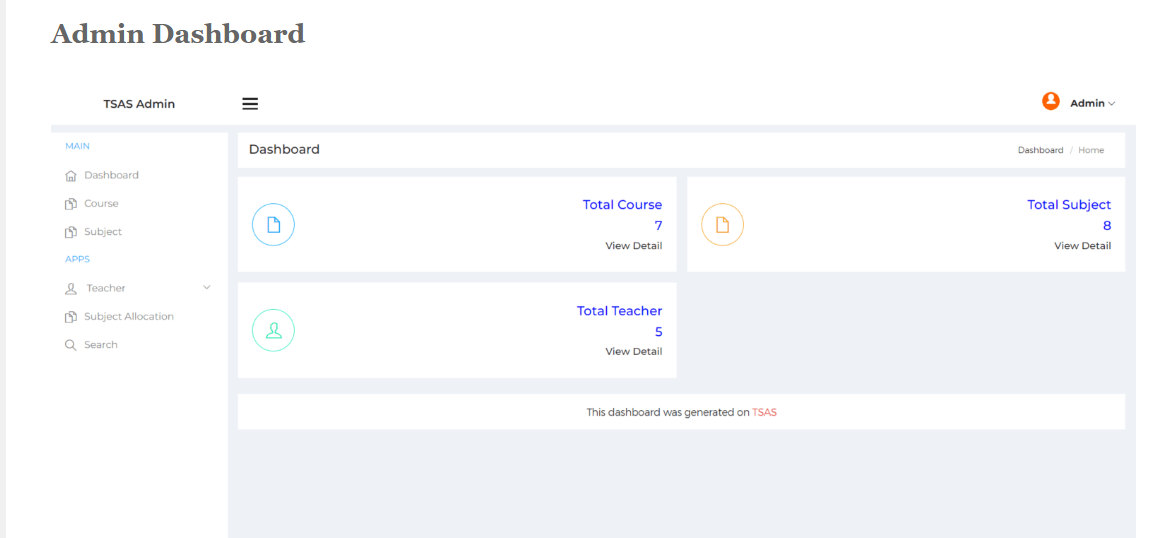 Admin Dashboard
TSAS Admin
Admin
MAIN
Dashboard
Course
Subject
APPS
Teacher
Subject Allocation
Search
Dashboard
Dashboard / Home
Total Course
7
View Detail
Total Subject
8
View Detail
Total Teacher
5
View Detail
This dashboard was generated on TSAS